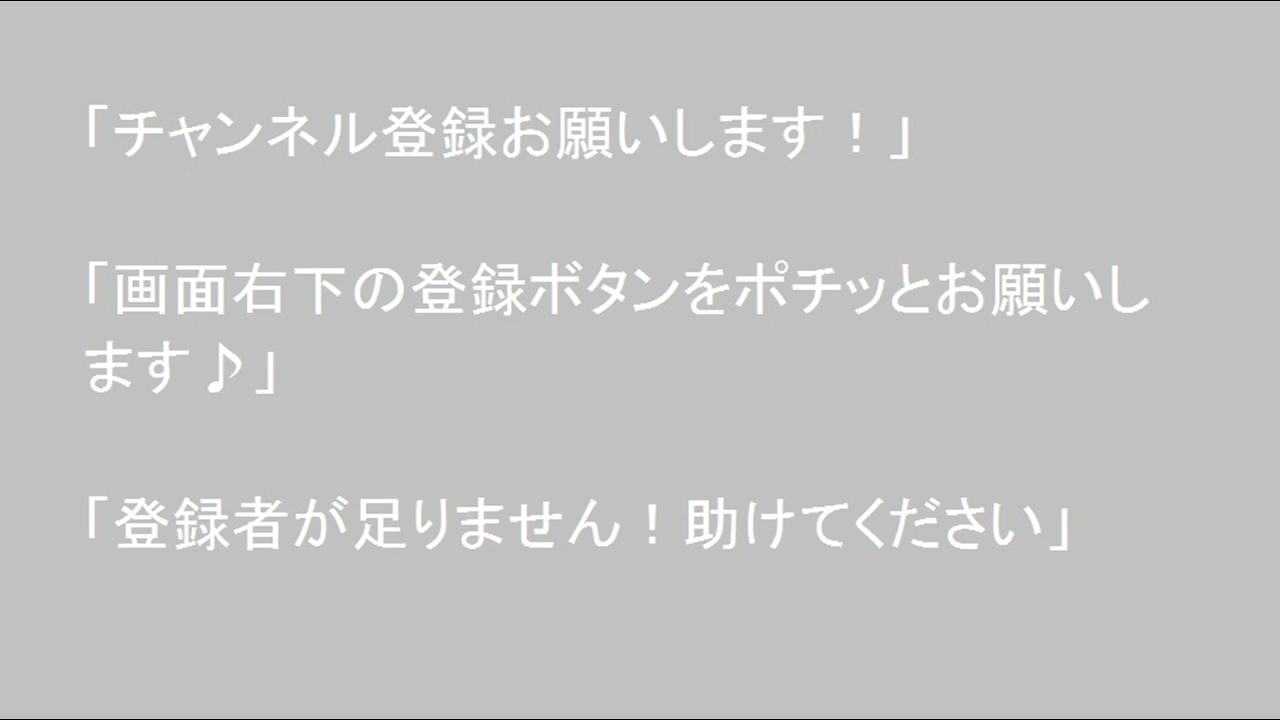 「チャンネル登録お願いします！」
「画面右下の登録ボタンをポチッとお願いし
ます♪」
「登録者が足りません！助けてください」